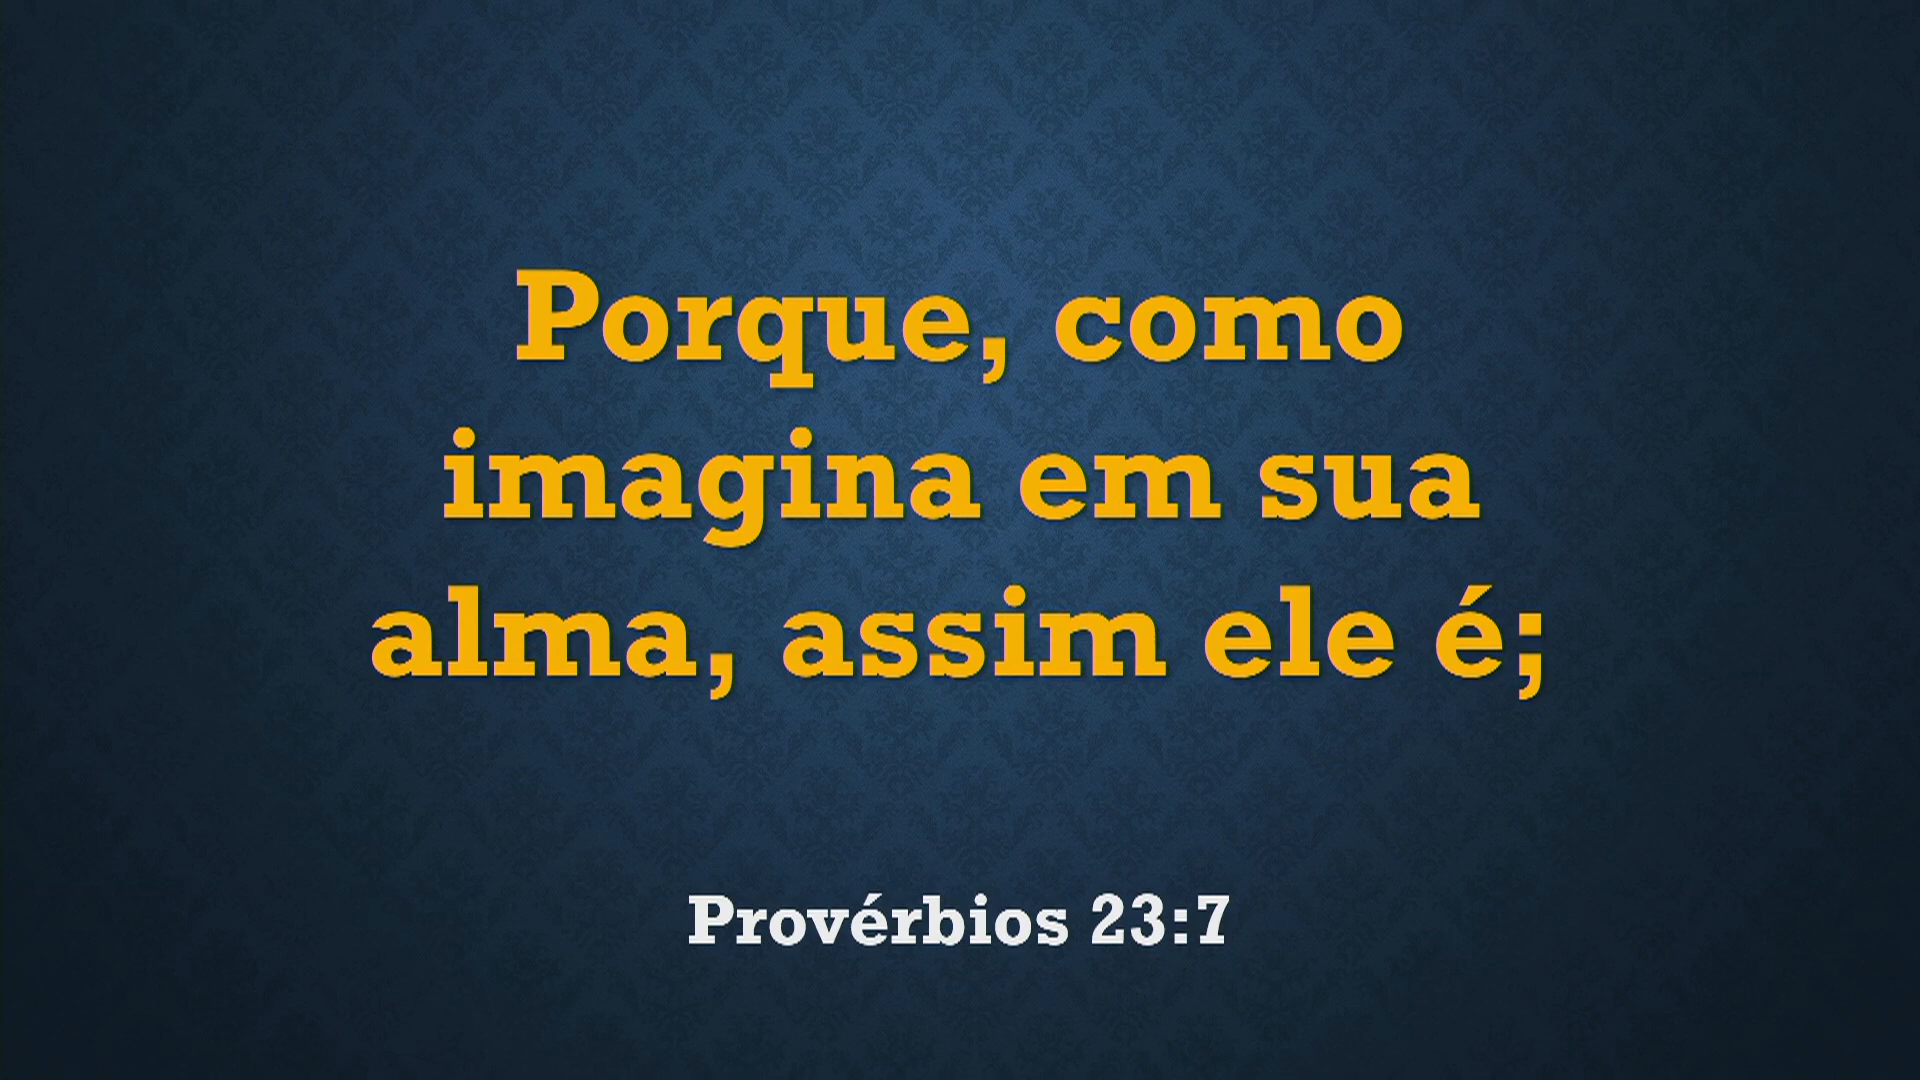 Porque, como
imagina em sua
alma, assim ele é;
Provérbios 23:7